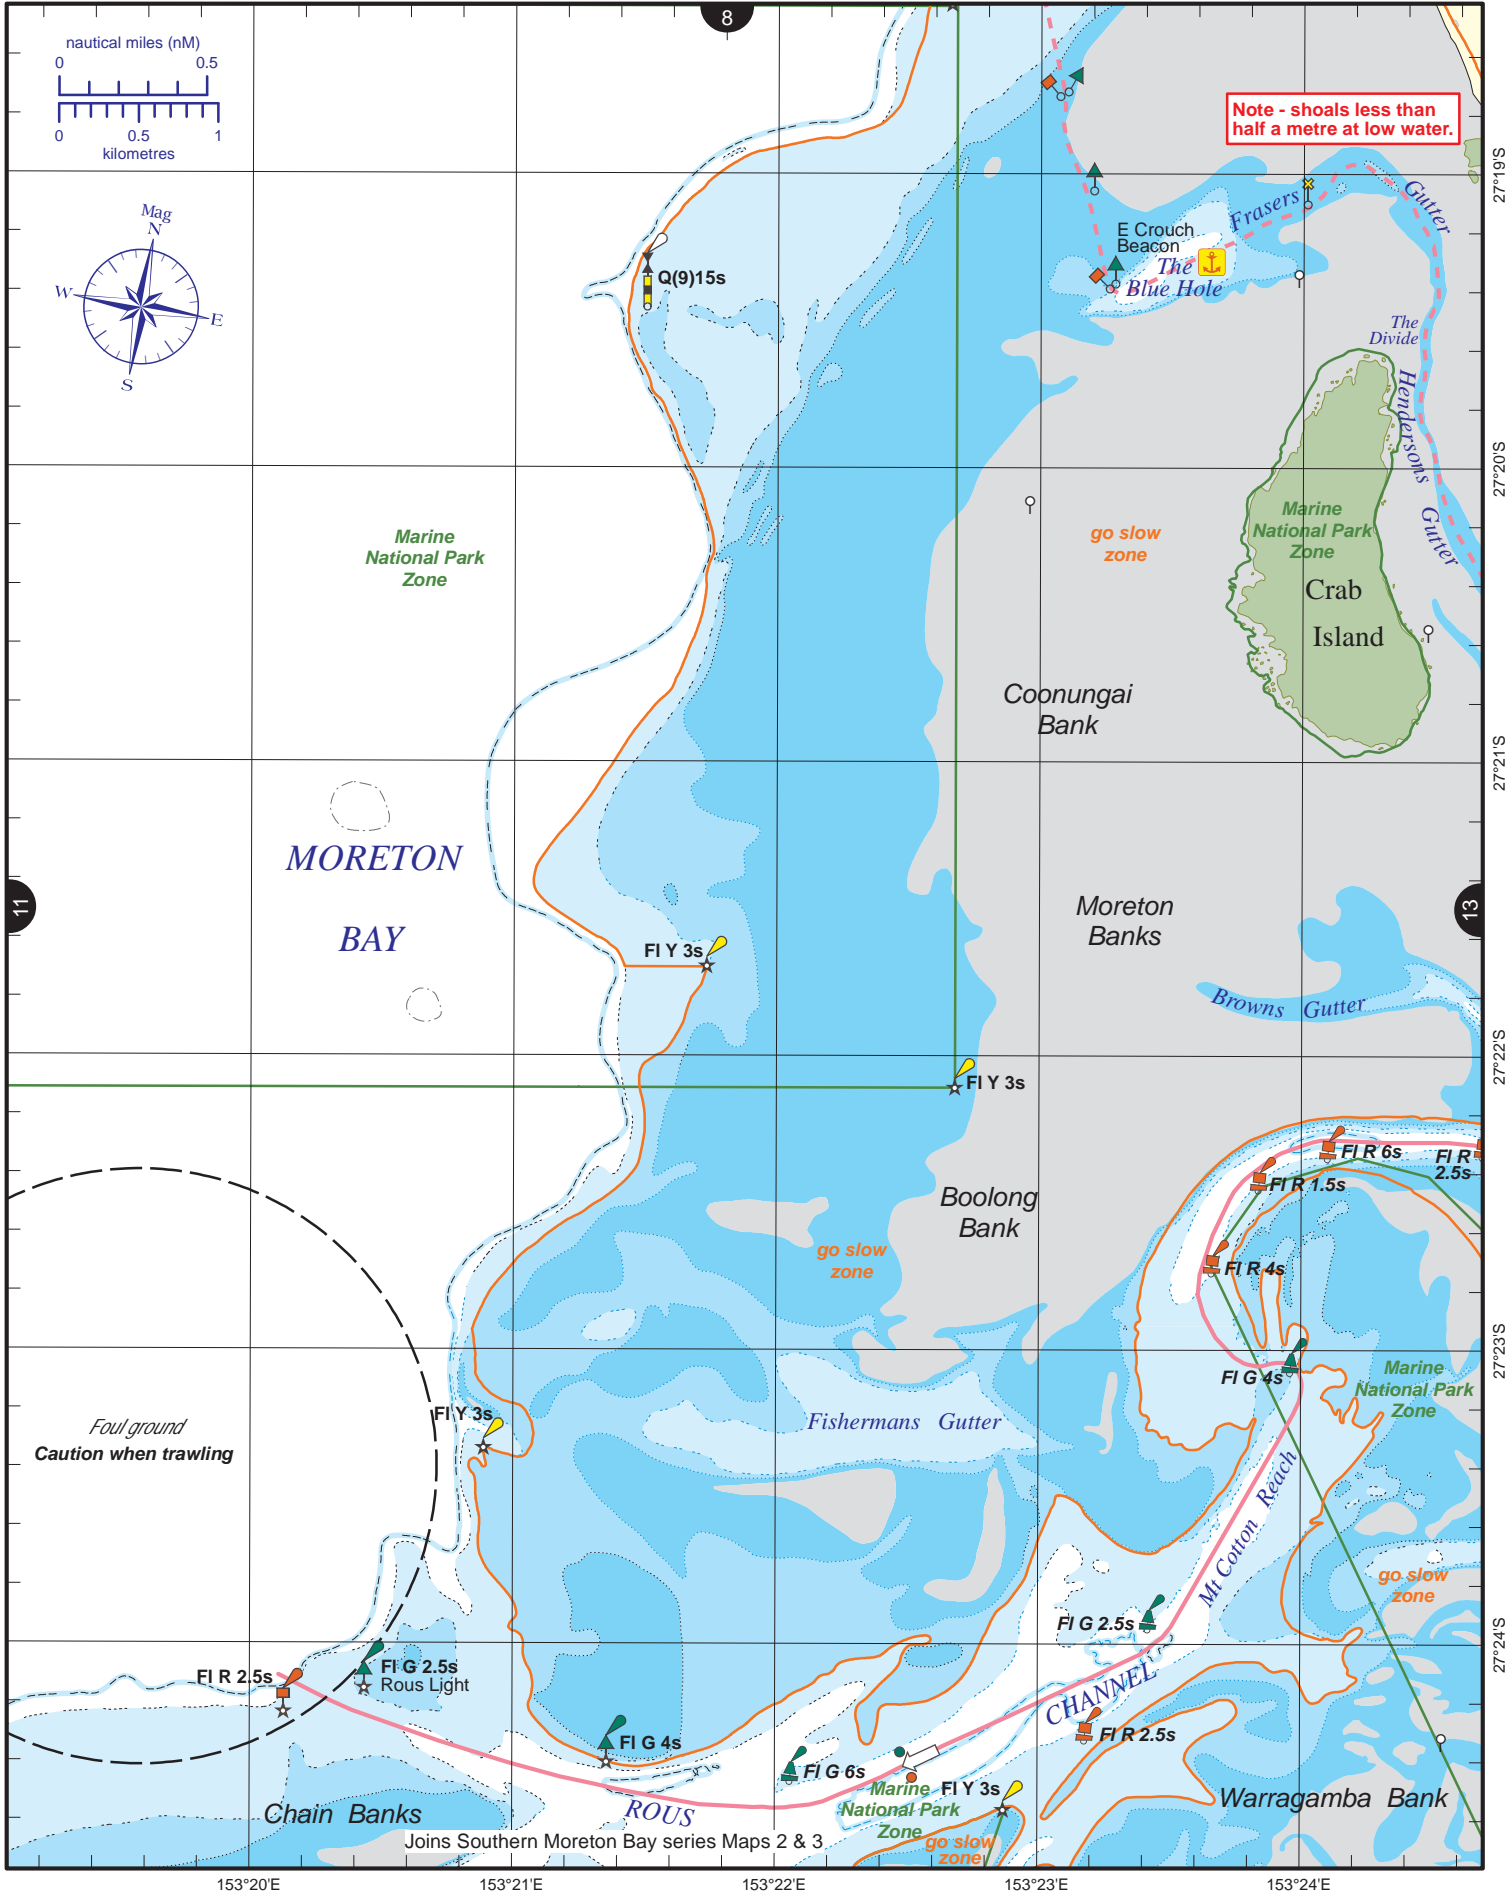 8
nautical miles (nM)
0 0.5
0 0.5 1
kilometres
Note - shoals less than
half a metre at low water.
Mag
N
W
E
S
27°19'S
Q(9)15s
Frasers
Gutter
E Crouch
Beacon
The
Blue Hole
The
Divide
Hendersons
Gutter
27°20'S
Marine
National Park
Zone
go slow
zone
Marine
National Park
Zone
Crab
Island
Coonungai
Bank
27°21'S
MORETON
BAY
11
13
Moreton
Banks
Fl Y 3s
Browns Gutter
27°22'S
Fl Y 3s
Fl R 6s
Fl R
2.5s
Fl R 1.5s
Boolong
Bank
go slow
zone
Fl R 4s
27°23'S
Fl G 4s
Marine
National Park
Zone
Fl Y 3s
Foul ground
Caution when trawling
Fishermans Gutter
Mt Cotton Reach
go slow
zone
Fl G 2.5s
27°24'S
Fl R 2.5s
Fl G 2.5s
Rous Light
CHANNEL
Fl R 2.5s
Fl G 4s
Fl G 6s
Marine
National Park
Zone
Fl Y 3s
Chain Banks
ROUS
Warragamba Bank
Joins Southern Moreton Bay series Maps 2 & 3
go slow
zone
153°20'E
153°21'E
153°22'E
153°23'E
153°24'E